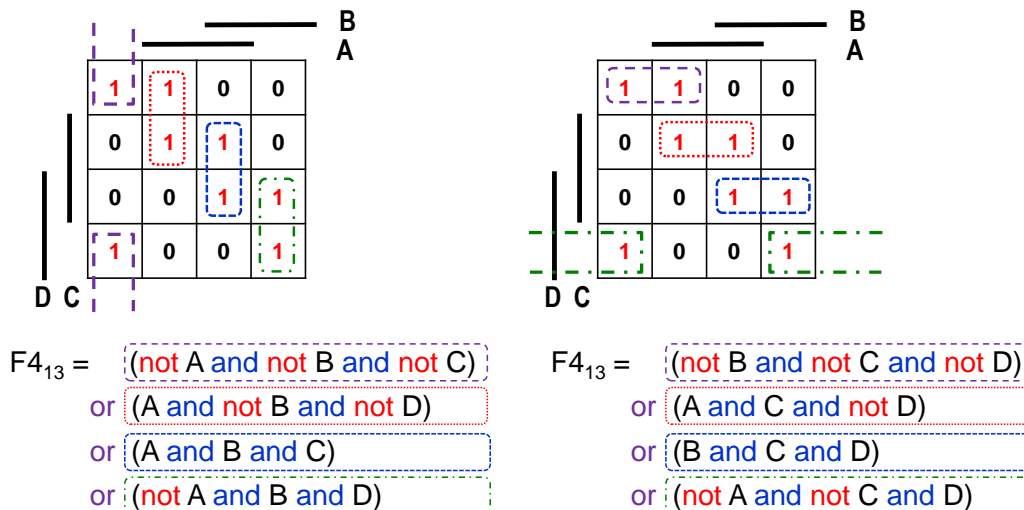 B
A
1 1 0 0
0 1 1 0
0 0 1 1
1 0 0 1
D C
F4₁₃ = (not A and not B and not C)
or (A and not B and not D)
or (A and B and C)
or (not A and B and D)
B
A
1 1 0 0
0 1 1 0
0 0 1 1
1 0 0 1
D C
F4₁₃ = (not B and not C and not D)
or (A and C and not D)
or (B and C and D)
or (not A and not C and D)